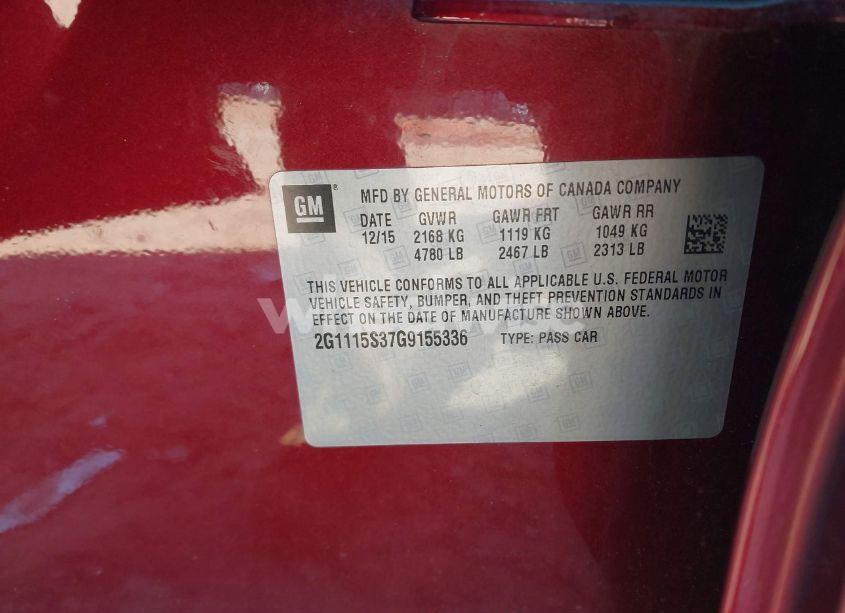 GM ® MFD BY GENERAL MOTORS OF CANADA COMPANY
DATE GVWR GAWR FRT GAWR RR
12/15 2168 KG 1119 KG 1049 KG
4780 LB 2467 LB 2313 LB
THIS VEHICLE CONFORMS TO ALL APPLICABLE U.S. FEDERAL MOTOR
VEHICLE SAFETY, BUMPER, AND THEFT PREVENTION STANDARDS IN
EFFECT ON THE DATE OF MANUFACTURE SHOWN ABOVE.
2G1115S37G9155336 TYPE: PASS CAR